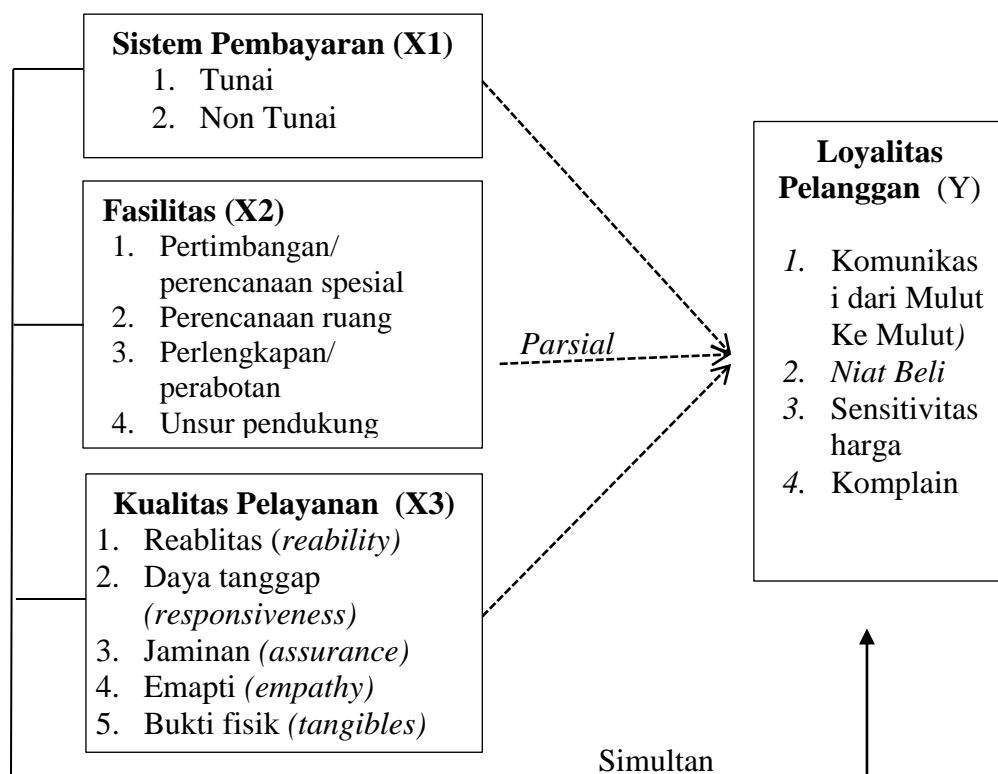 Sistem Pembayaran (X1)
1. Tunai
2. Non Tunai
Fasilitas (X2)
1. Pertimbangan/
perencanaan spesial
2. Perencanaan ruang
3. Perlengkapan/
perabotan
4. Unsur pendukung
Kualitas Pelayanan (X3)
1. Reablitas (reability)
2. Daya tanggap
(responsiveness)
3. Jaminan (assurance)
4. Emapti (empathy)
5. Bukti fisik (tangibles)
Parsial
Loyalitas
Pelanggan (Y)
1. Komunikas
i dari Mulut
Ke Mulut)
2. Niat Beli
3. Sensitivitas
harga
4. Komplain
Simultan